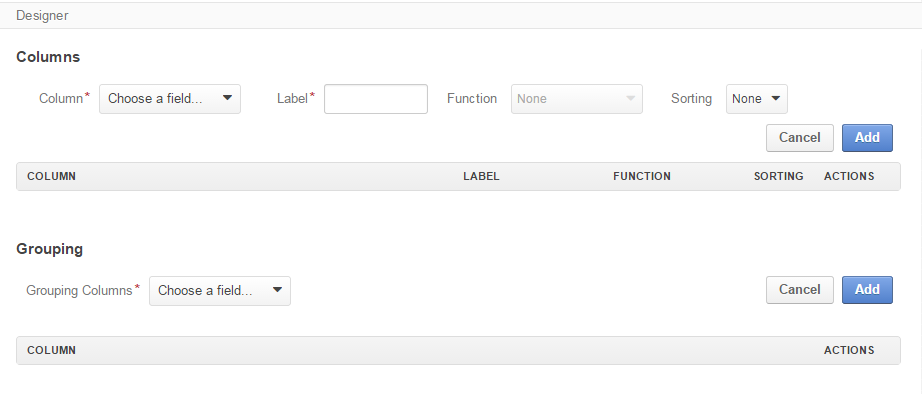 Designer
Columns
Column* Choose a field... Label* Function None Sorting None
Cancel Add
COLUMN LABEL FUNCTION SORTING ACTIONS
Grouping
Grouping Columns* Choose a field... Cancel Add
COLUMN ACTIONS